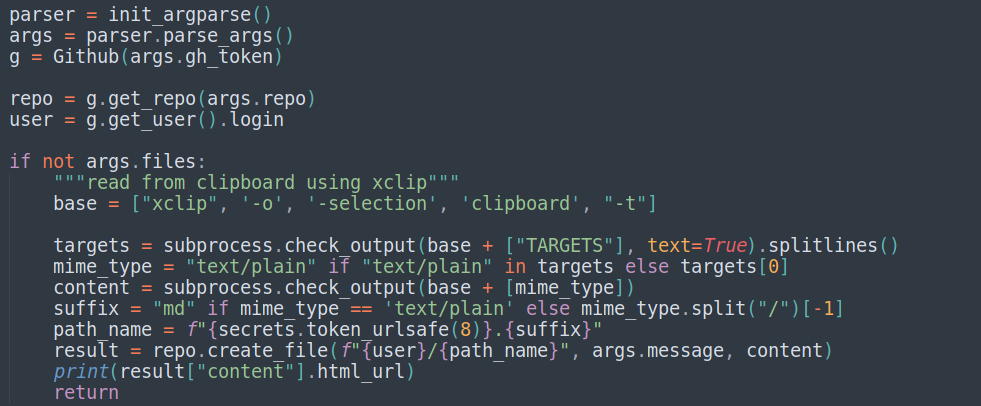 parser = init_argparse()
args = parser.parse_args()
g = Github(args.gh_token)

repo = g.get_repo(args.repo)
user = g.get_user().login

if not args.files:
    """read from clipboard using xclip"""
    base = ["xclip", '-o', '-selection', 'clipboard', "-t"]

    targets = subprocess.check_output(base + ["TARGETS"], text=True).splitlines()
    mime_type = "text/plain" if "text/plain" in targets else targets[0]
    content = subprocess.check_output(base + [mime_type])
    suffix = "md" if mime_type == 'text/plain' else mime_type.split("/")[-1]
    path_name = f"{secrets.token_urlsafe(8)}.{suffix}"
    result = repo.create_file(f"{user}/{path_name}", args.message, content)
    print(result["content"].html_url)
    return